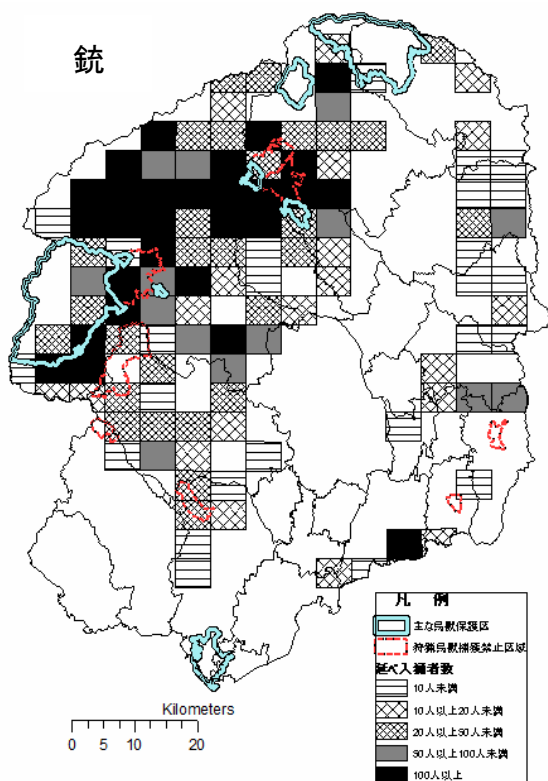 銃
凡 例
主な鳥獣保護区
狩猟鳥獣捕獲禁止区域
延べ入猟者数
10人未満
10人以上20人未満
20人以上50人未満
50人以上100人未満
100人以上
Kilometers
0 5 10 20